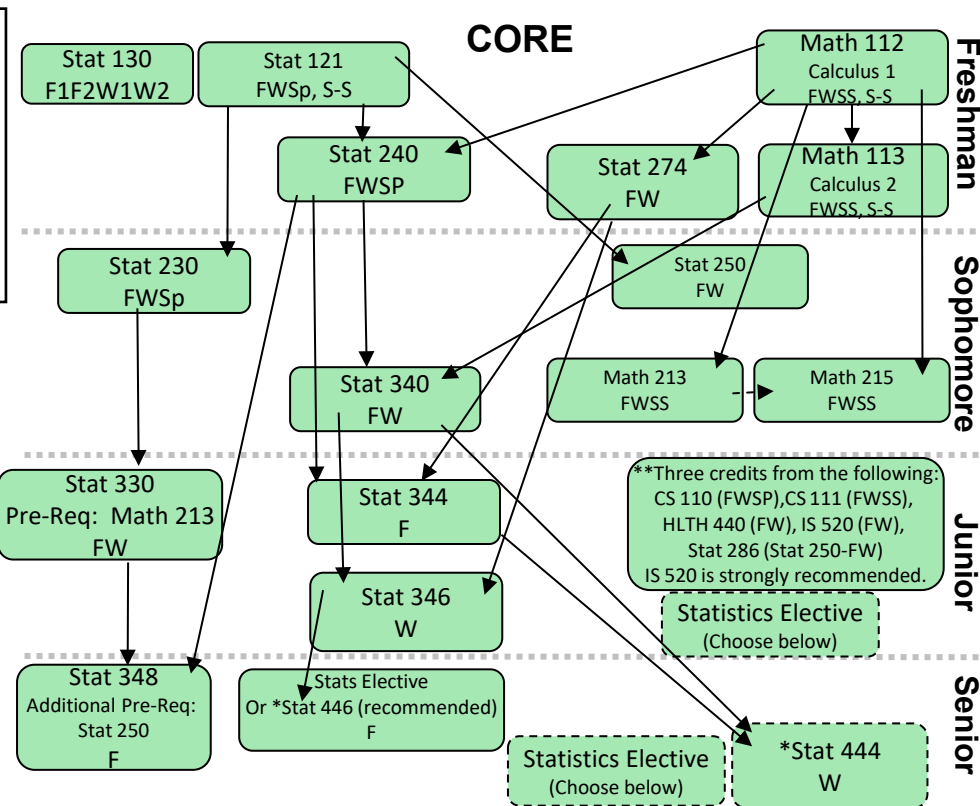 CORE
Freshman
Stat 130
F1F2W1W2
Stat 121
FWSp, S-S
Math 112
Calculus 1
FWSS, S-S
Stat 240
FWSP
Stat 274
FW
Math 113
Calculus 2
FWSS, S-S
Sophomore
Stat 230
FWSp
Stat 250
FW
Stat 340
FW
Math 213
FWSS
Math 215
FWSS
Junior
Stat 330
Pre-Req: Math 213
FW
Stat 344
F
**Three credits from the following:
CS 110 (FWSP),CS 111 (FWSS),
HLTH 440 (FW), IS 520 (FW),
Stat 286 (Stat 250-FW)
IS 520 is strongly recommended.
Stat 346
W
Statistics Elective
(Choose below)
Senior
Stat 348
Additional Pre-Req:
Stat 250
F
Stats Elective
Or *Stat 446 (recommended)
F
Statistics Elective
(Choose below)
*Stat 444
W